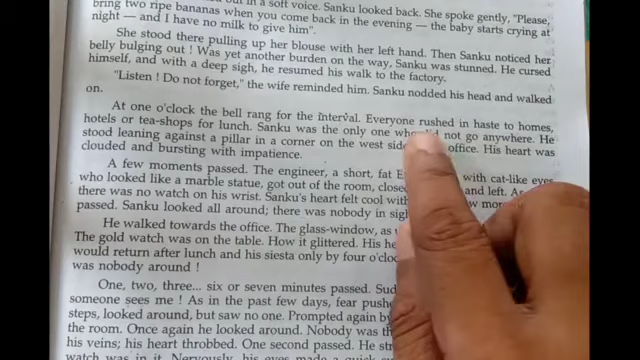 out in a soft voice. Sanku looked back. She spoke gently, "Please,
bring two ripe bananas when you come back in the evening — the baby starts crying at
night — and I have no milk to give him".
She stood there pulling up her blouse with her left hand. Then Sanku noticed her
belly bulging out ! Was yet another burden on the way, Sanku was stunned. He cursed
himself, and with a deep sigh, he resumed his walk to the factory.
"Listen ! Do not forget," the wife reminded him. Sanku nodded his head and walked
on.
At one o'clock the bell rang for the interval. Everyone rushed in haste to homes,
hotels or tea-shops for lunch. Sanku was the only one who did not go anywhere. He
stood leaning against a pillar in a corner on the west side office. His heart was
clouded and bursting with impatience.
A few moments passed. The engineer, a short, fat with cat-like eyes
who looked like a marble statue, got out of the room, and left.
there was no watch on his wrist. Sanku's heart felt cool
passed. Sanku looked all around; there was nobody in
He walked towards the office. The glass-window, as
The gold watch was on the table. How it glittered. His
would return after lunch and his siesta only by four
was nobody around !
One, two, three... six or seven minutes passed.
someone sees me ! As in the past few days, fear
steps, looked around, but saw no one. Prompted again by
the room. Once again he looked around. Nobody was
his veins; his heart throbbed. One second passed. He
watch was in it. Nervously, his eyes made a quick